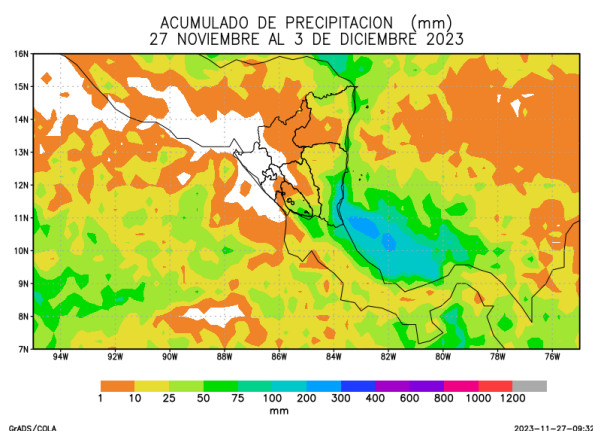 ACUMULADO DE PRECIPITACION (mm)
27 NOVIEMBRE AL 3 DE DICIEMBRE 2023
16N
15N
14N
13N
12N
11N
10N
9N
8N
7N
94W 92W 90W 88W 86W 84W 82W 80W 78W 76W
1 10 25 50 75 100 200 300 400 600 800 1000 1200
mm
GrADS/COLA 2023-11-27-09:32